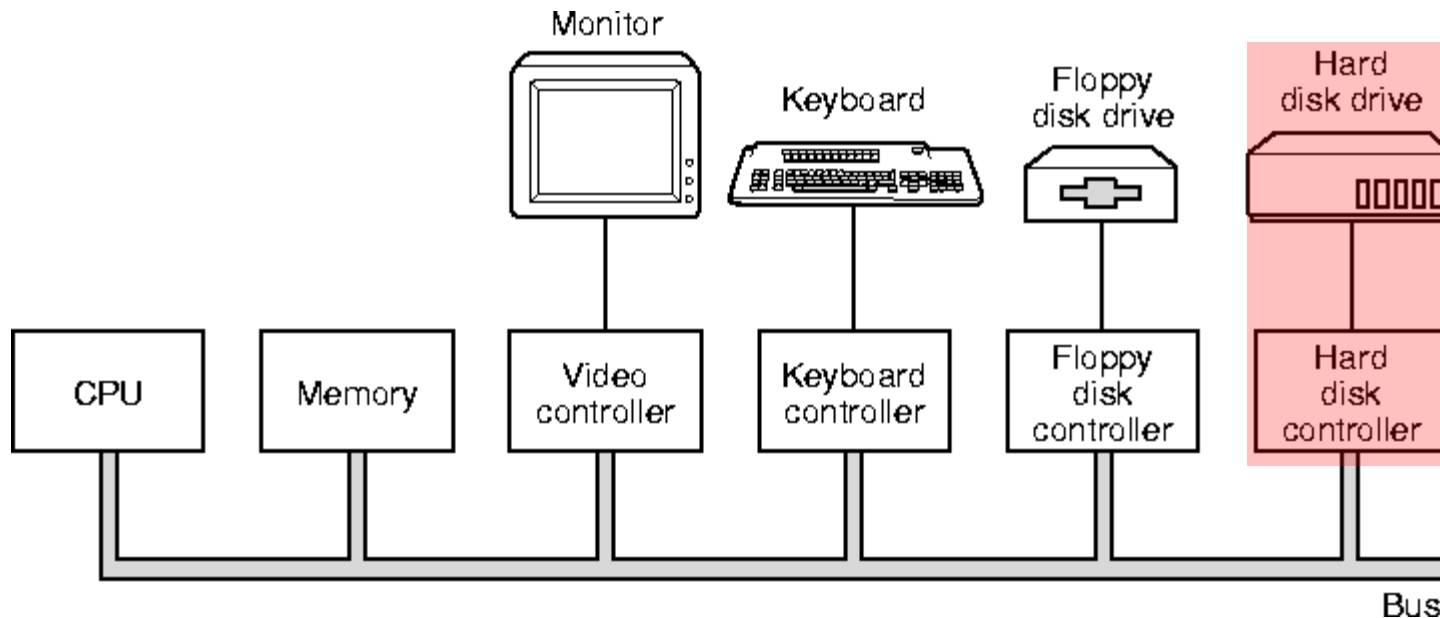 Monitor
Keyboard
Floppy
disk drive
Hard
disk drive
CPU
Memory
Video
controller
Keyboard
controller
Floppy
disk
controller
Hard
disk
controller
Bus